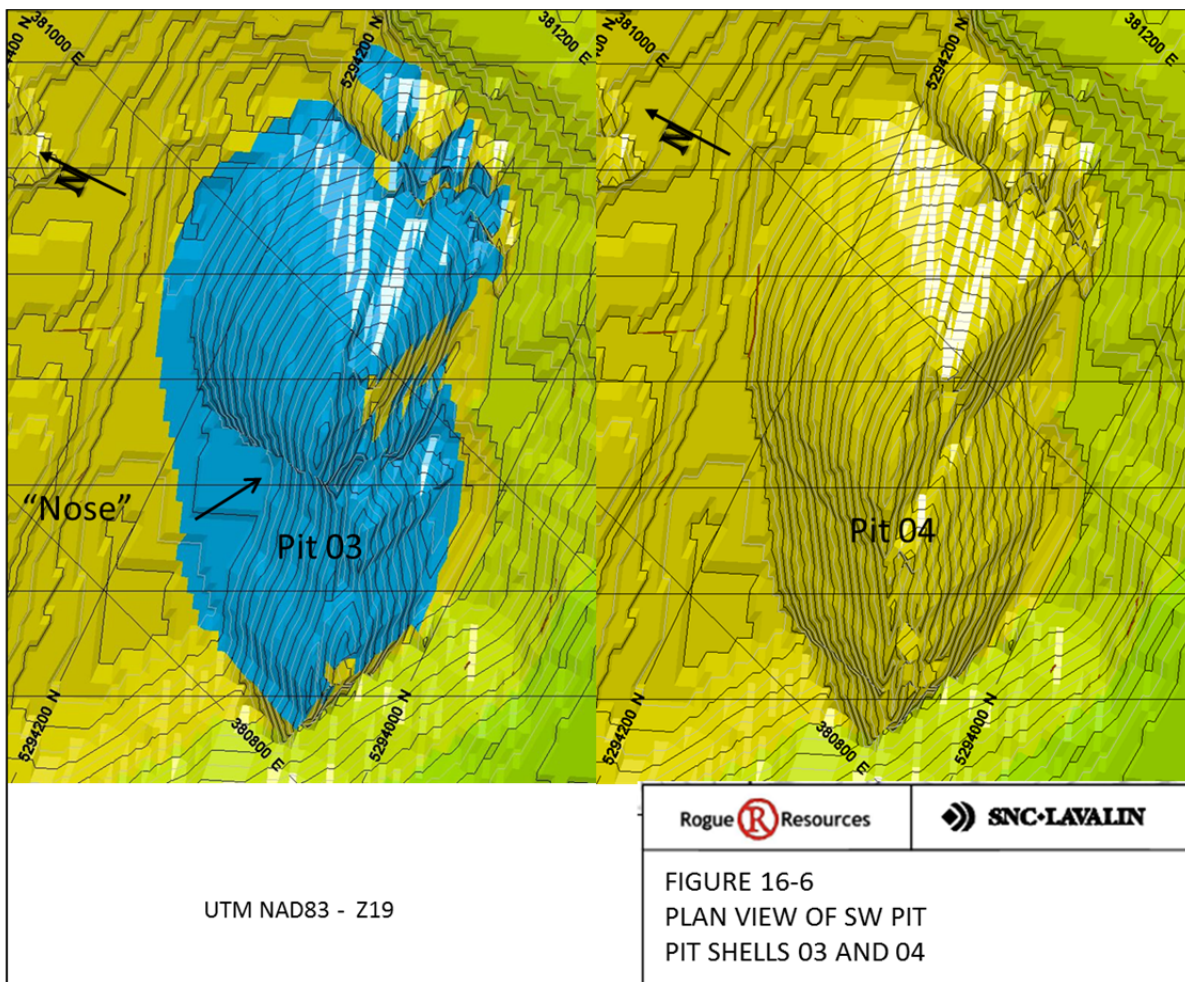 5294400 N
381000 E
5294200 N
381200 E
N
"Nose"
Pit 03
5294200 N
380800 E
5294000 N
381000 E
5294200 N
381200 E
N
Pit 04
5294200 N
380800 E
5294000 N
Rogue R Resources
SNC•LAVALIN
UTM NAD83 - Z19
FIGURE 16-6
PLAN VIEW OF SW PIT
PIT SHELLS 03 AND 04